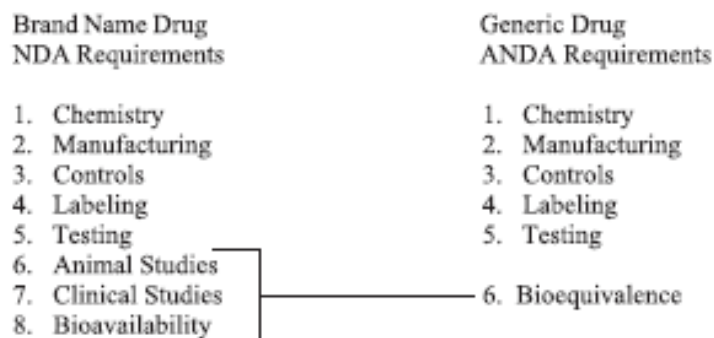 Brand Name Drug
NDA Requirements
1. Chemistry
2. Manufacturing
3. Controls
4. Labeling
5. Testing
6. Animal Studies
7. Clinical Studies
8. Bioavailability
Generic Drug
ANDA Requirements
1. Chemistry
2. Manufacturing
3. Controls
4. Labeling
5. Testing
6. Bioequivalence